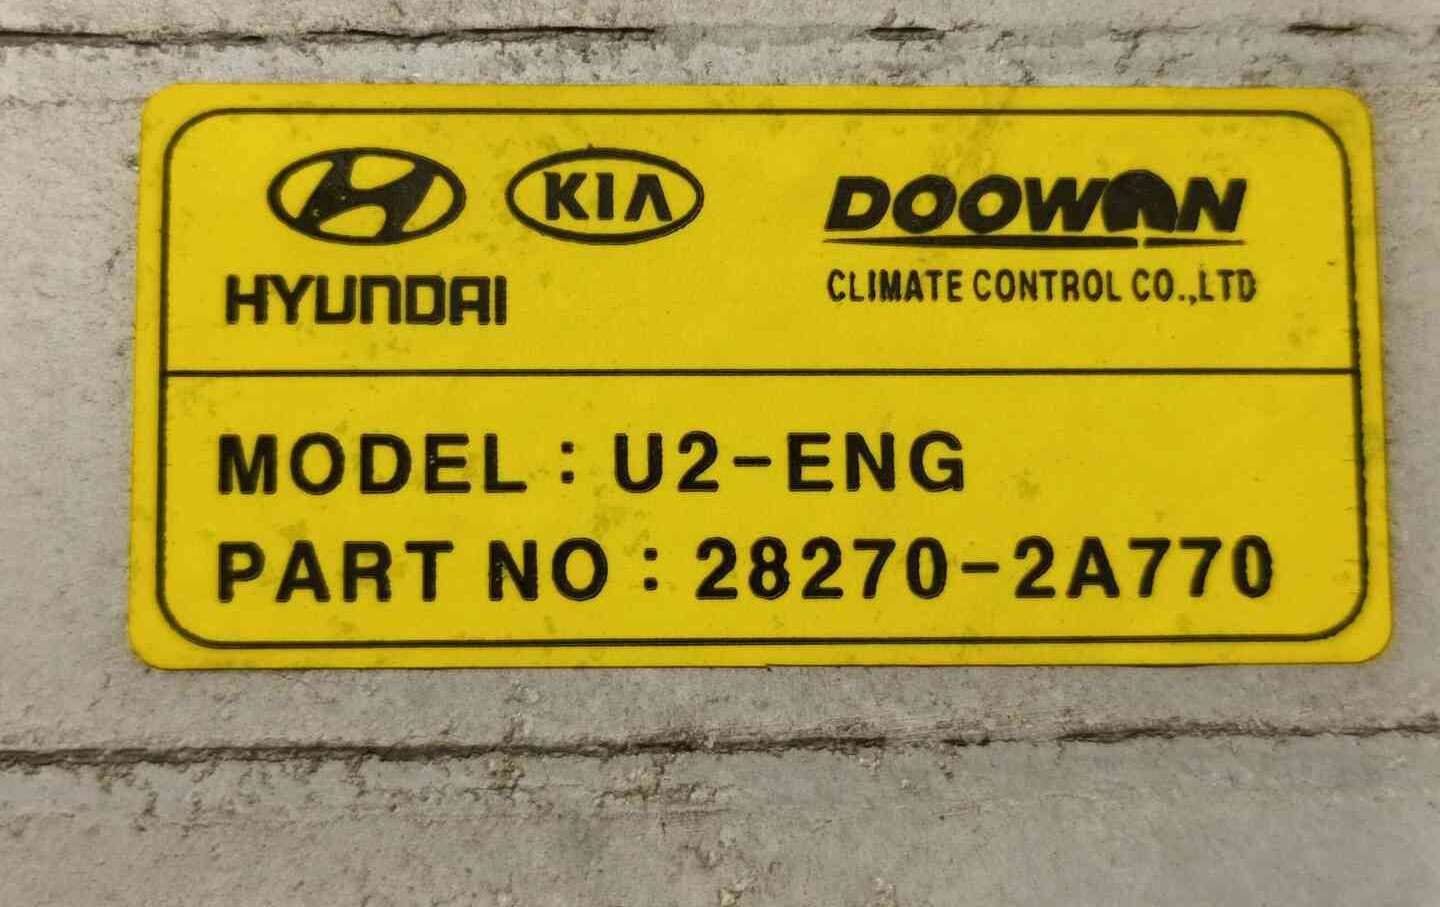 KIA DOOWON
HYUNDAI CLIMATE CONTROL CO.,LTD
MODEL : U2-ENG
PART NO : 28270-2A770